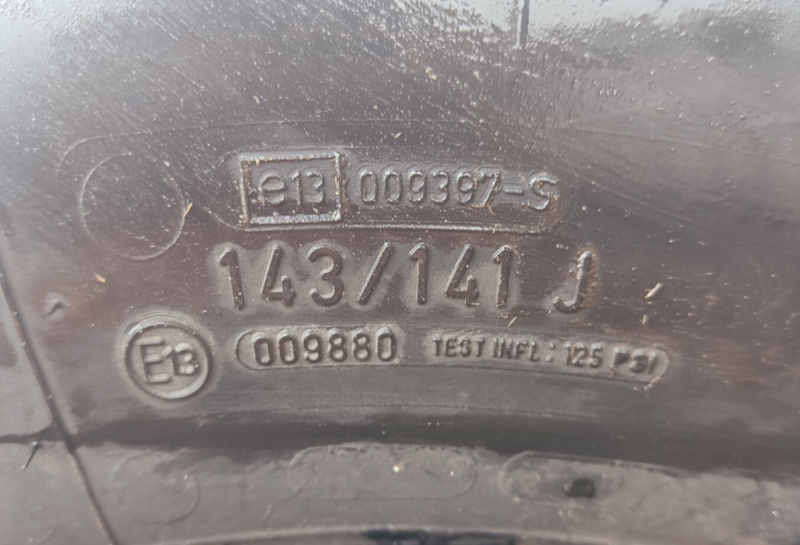 e13 009397-S
143/141 J
E13 009880 TEST INFL: 125 PSI